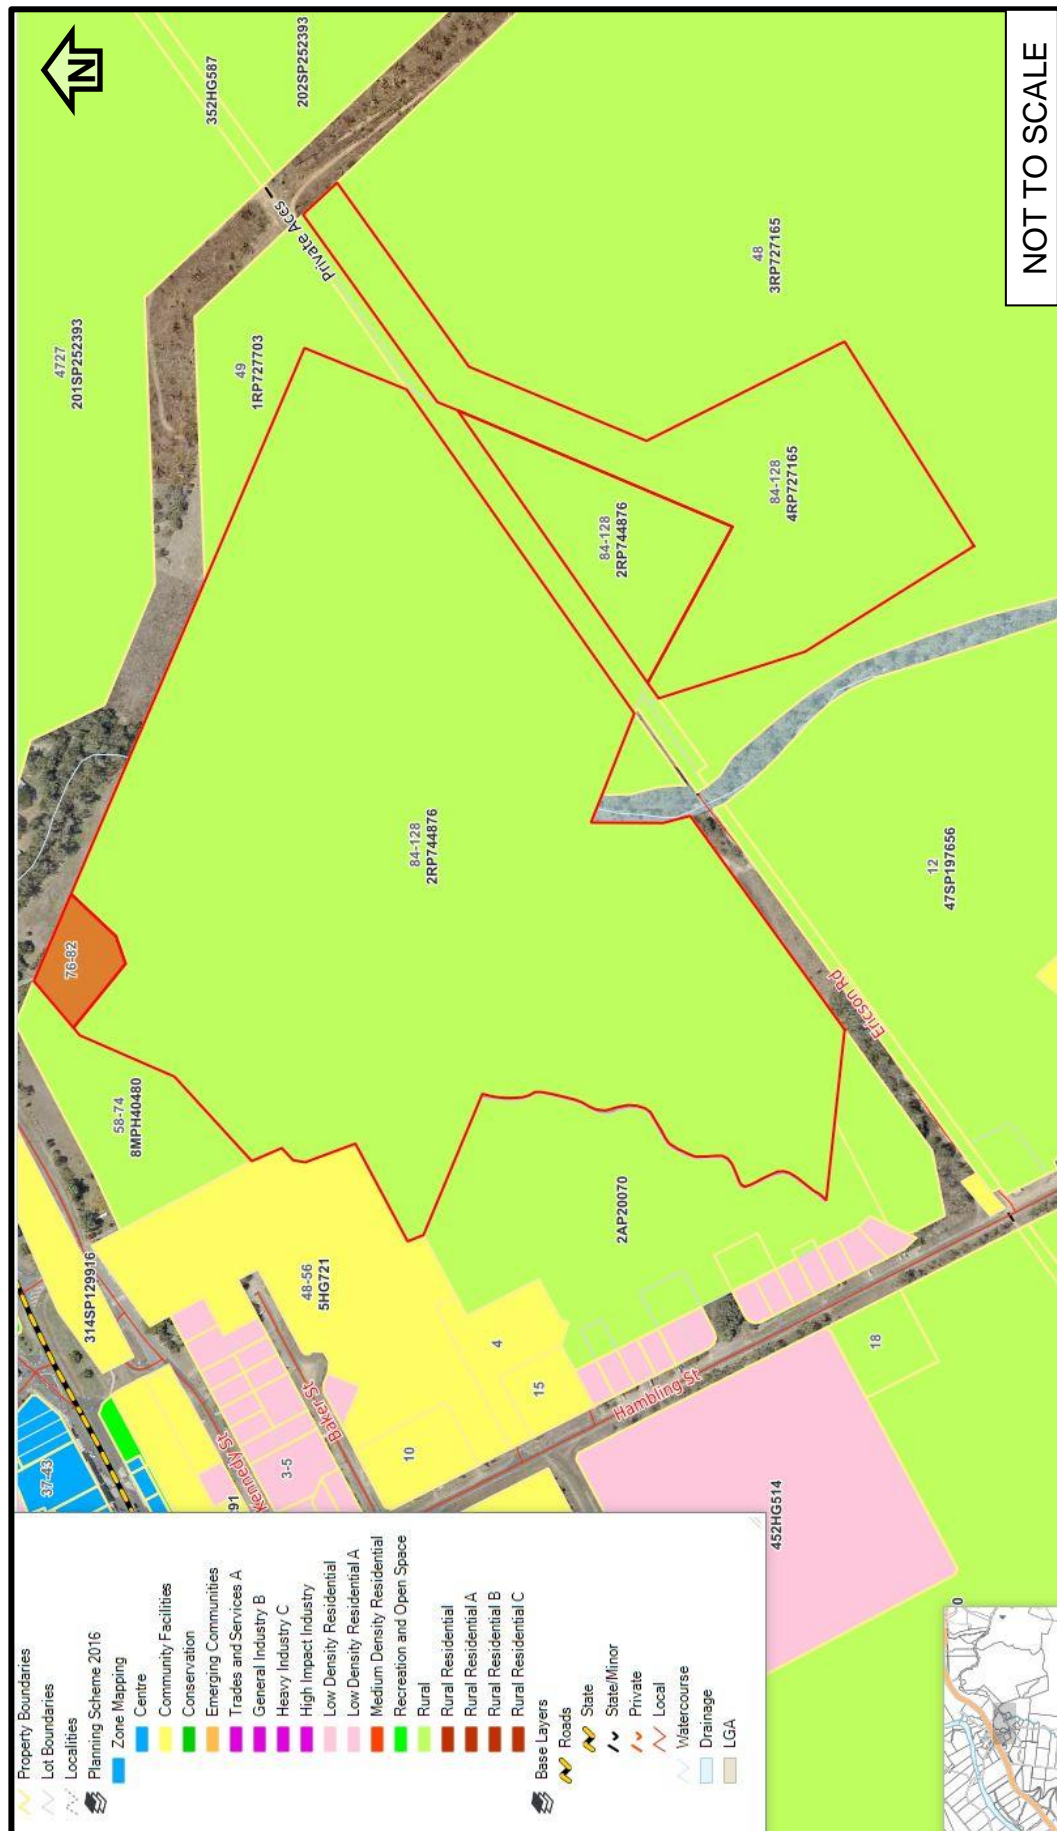 N
NOT TO SCALE
352HG587
202SP252393
4727
201SP252393
Private Aces
49
1RP727703
48
3RP727165
84-128
2RP744876
84-128
4RP727165
84-128
2RP744876
76-82
58-74
8MPH40480
12
47SP197656
Ericson Rd
2AP20070
314SP129916
48-56
5HG721
4
15
10
18
Hambling St
Baker St
Kennedy St
3-5
37-43
91
452HG514
0
Property Boundaries
Lot Boundaries
Localities
Planning Scheme 2016
Zone Mapping
Centre
Community Facilities
Conservation
Emerging Communities
Trades and Services A
General Industry B
Heavy Industry C
High Impact Industry
Low Density Residential
Low Density Residential A
Medium Density Residential
Recreation and Open Space
Rural
Rural Residential
Rural Residential A
Rural Residential B
Rural Residential C
Base Layers
Roads
State
State/Minor
Private
Local
Watercourse
Drainage
LGA